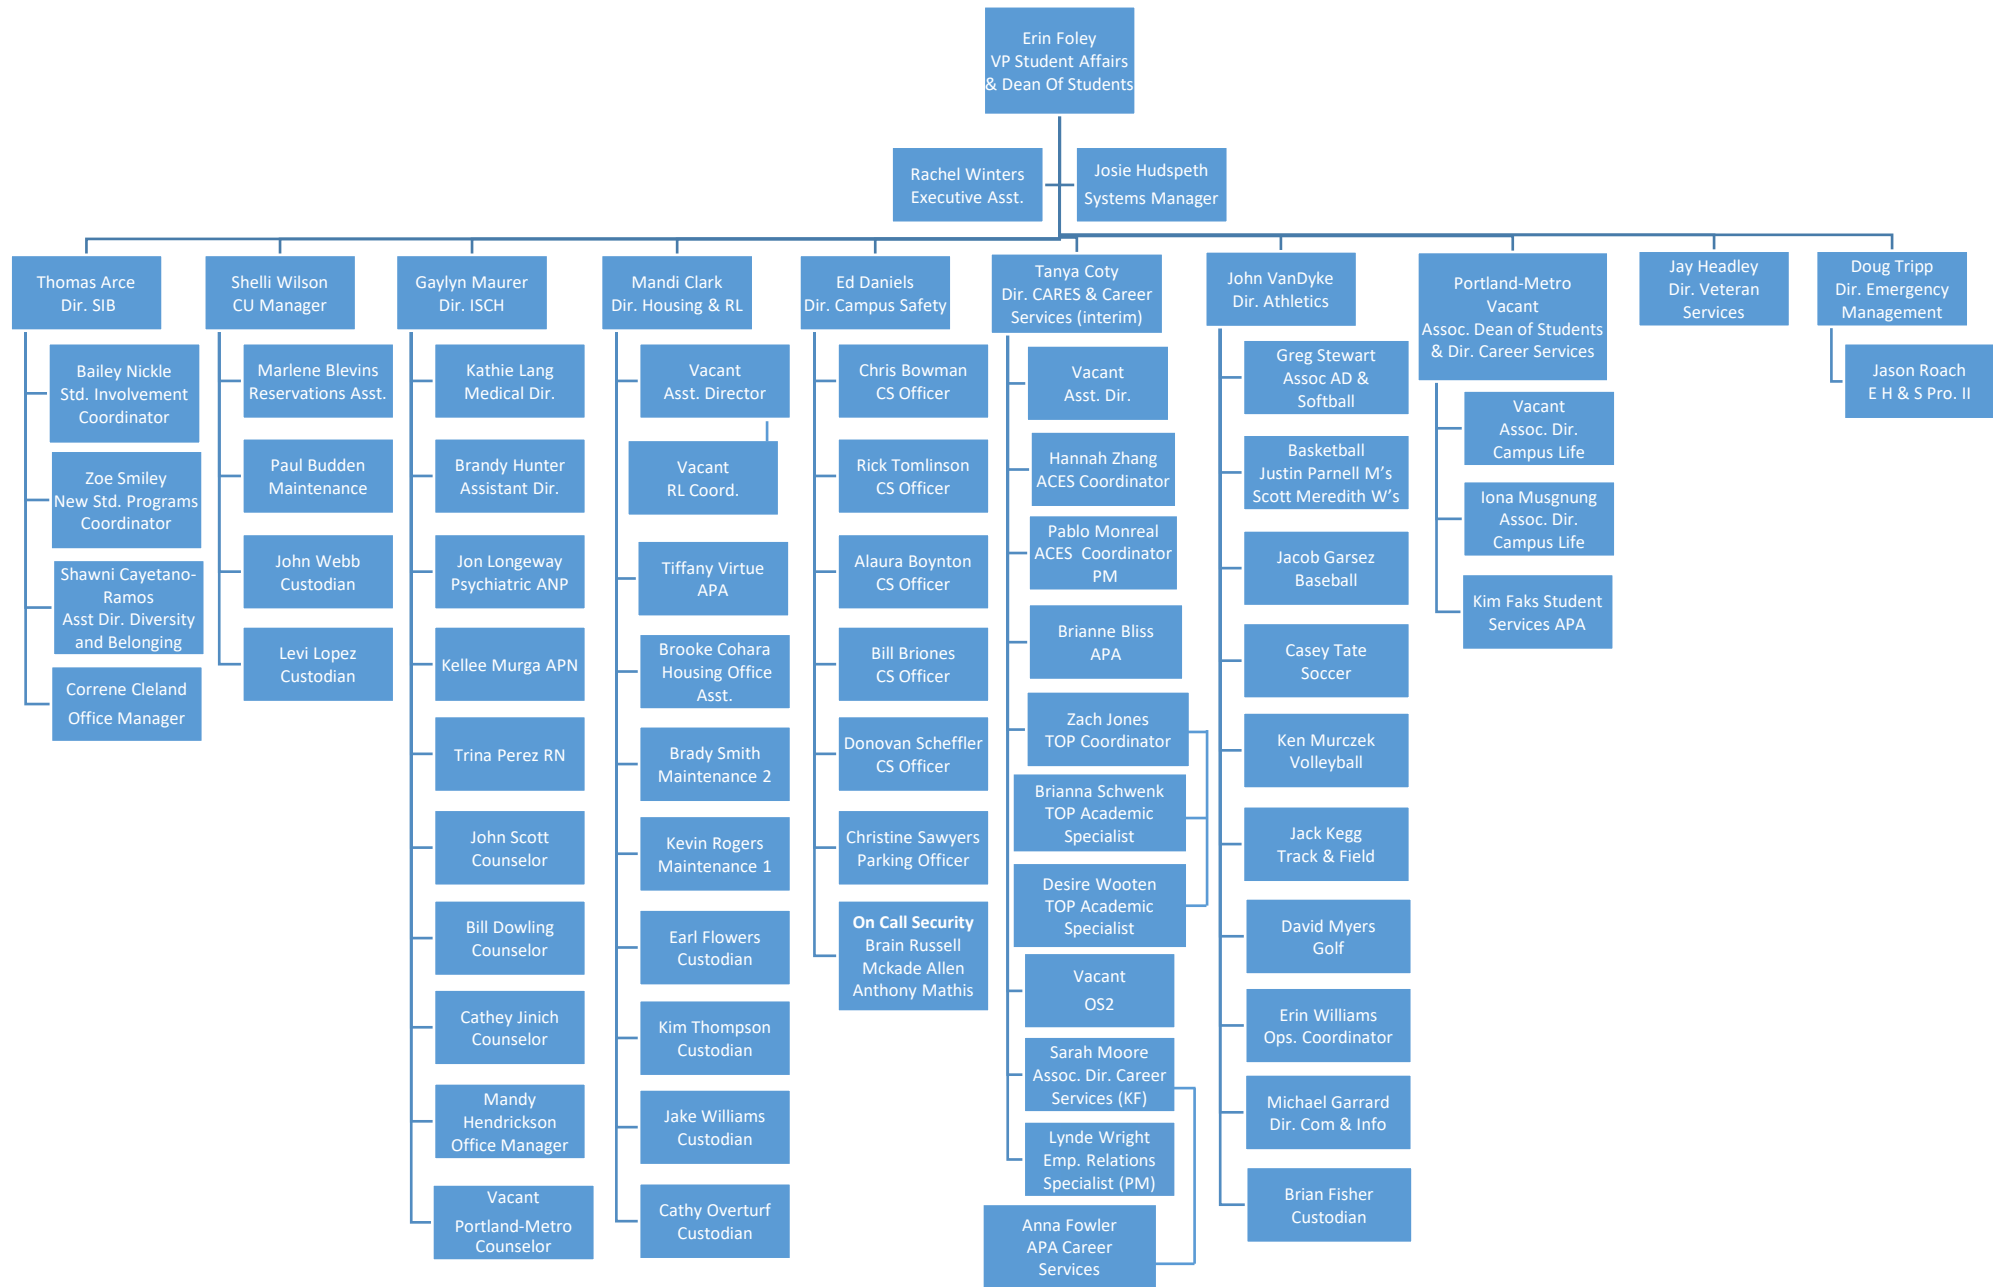 Erin Foley
VP Student Affairs
& Dean Of Students
Rachel Winters
Executive Asst.
Josie Hudspeth
Systems Manager
Thomas Arce
Dir. SIB
Bailey Nickle
Std. Involvement
Coordinator
Zoe Smiley
New Std. Programs
Coordinator
Shawni Cayetano-
Ramos
Asst Dir. Diversity
and Belonging
Correne Cleland
Office Manager
Shelli Wilson
CU Manager
Marlene Blevins
Reservations Asst.
Paul Budden
Maintenance
John Webb
Custodian
Levi Lopez
Custodian
Gaylyn Maurer
Dir. ISCH
Kathie Lang
Medical Dir.
Brandy Hunter
Assistant Dir.
Jon Longeway
Psychiatric ANP
Kellee Murga APN
Trina Perez RN
John Scott
Counselor
Bill Dowling
Counselor
Cathey Jinich
Counselor
Mandy
Hendrickson
Office Manager
Vacant
Portland-Metro
Counselor
Mandi Clark
Dir. Housing & RL
Vacant
Asst. Director
Vacant
RL Coord.
Tiffany Virtue
APA
Brooke Cohara
Housing Office
Asst.
Brady Smith
Maintenance 2
Kevin Rogers
Maintenance 1
Earl Flowers
Custodian
Kim Thompson
Custodian
Jake Williams
Custodian
Cathy Overturf
Custodian
Ed Daniels
Dir. Campus Safety
Chris Bowman
CS Officer
Rick Tomlinson
CS Officer
Alaura Boynton
CS Officer
Bill Briones
CS Officer
Donovan Scheffler
CS Officer
Christine Sawyers
Parking Officer
On Call Security
Brain Russell
Mckade Allen
Anthony Mathis
Tanya Coty
Dir. CARES & Career
Services (interim)
Vacant
Asst. Dir.
Hannah Zhang
ACES Coordinator
Pablo Monreal
ACES Coordinator
PM
Brianne Bliss
APA
Zach Jones
TOP Coordinator
Brianna Schwenk
TOP Academic
Specialist
Desire Wooten
TOP Academic
Specialist
Vacant
OS2
Sarah Moore
Assoc. Dir. Career
Services (KF)
Lynde Wright
Emp. Relations
Specialist (PM)
Anna Fowler
APA Career
Services
John VanDyke
Dir. Athletics
Greg Stewart
Assoc AD &
Softball
Basketball
Justin Parnell M’s
Scott Meredith W’s
Jacob Garsez
Baseball
Casey Tate
Soccer
Ken Murczek
Volleyball
Jack Kegg
Track & Field
David Myers
Golf
Erin Williams
Ops. Coordinator
Michael Garrard
Dir. Com & Info
Brian Fisher
Custodian
Portland-Metro
Vacant
Assoc. Dean of Students
& Dir. Career Services
Vacant
Assoc. Dir.
Campus Life
Iona Musgnung
Assoc. Dir.
Campus Life
Kim Faks Student
Services APA
Jay Headley
Dir. Veteran
Services
Doug Tripp
Dir. Emergency
Management
Jason Roach
E H & S Pro. II